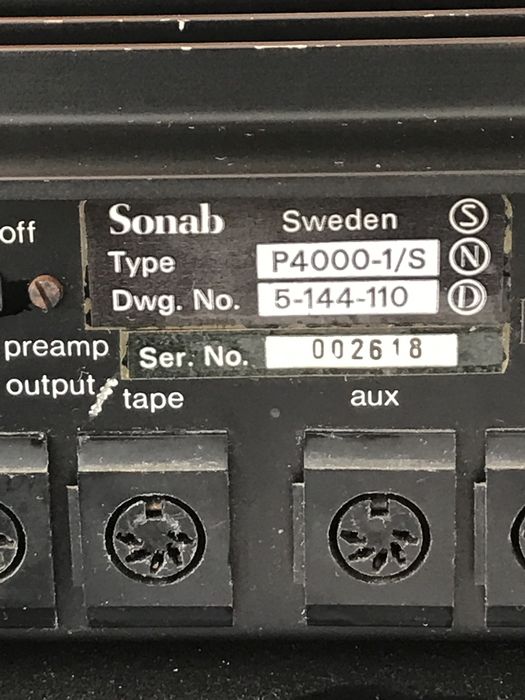 off
Sonab Sweden S
Type P4000-1/S N
Dwg. No. 5-144-110 D
preamp
output
Ser. No. 002618
tape
aux